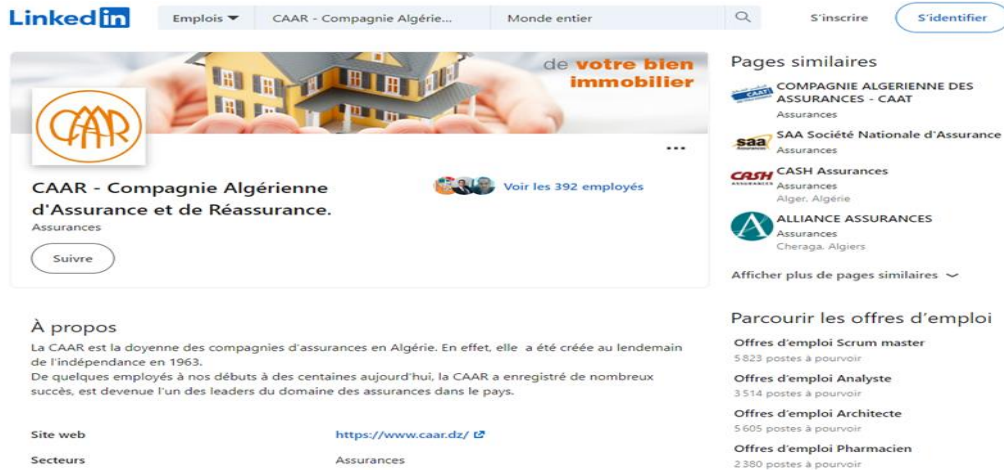 Linked in
Emplois
CAAR - Compagnie Algérie...
Monde entier
S'inscrire
S'identifier
de votre bien
immobilier
CAAR
CAAR - Compagnie Algérienne
d'Assurance et de Réassurance.
Assurances
Voir les 392 employés
Suivre
À propos
La CAAR est la doyenne des compagnies d'assurances en Algérie. En effet, elle a été créée au lendemain
de l'indépendance en 1963.
De quelques employés à nos débuts à des centaines aujourd'hui, la CAAR a enregistré de nombreux
succès, est devenue l'un des leaders du domaine des assurances dans le pays.
Site web
https://www.caar.dz/
Secteurs
Assurances
Pages similaires
CAAT
COMPAGNIE ALGERIENNE DES
ASSURANCES - CAAT
Assurances
saa
SAA Société Nationale d'Assurance
Assurances
CASH
ASSURANCES
CASH Assurances
Assurances
Alger, Algérie
ALLIANCE ASSURANCES
Assurances
Cheraga, Algiers
Afficher plus de pages similaires
Parcourir les offres d'emploi
Offres d'emploi Scrum master
5 823 postes à pourvoir
Offres d'emploi Analyste
3 514 postes à pourvoir
Offres d'emploi Architecte
5 605 postes à pourvoir
Offres d'emploi Pharmacien
2 380 postes à pourvoir